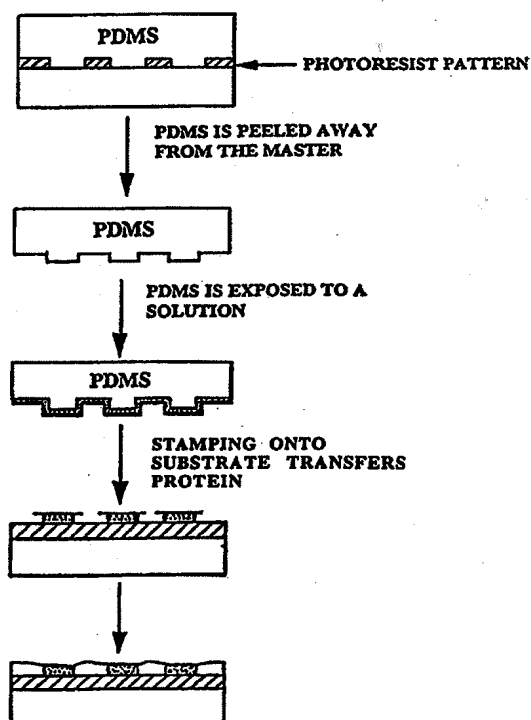 PDMS
PHOTORESIST PATTERN
PDMS IS PEELED AWAY
FROM THE MASTER
PDMS
PDMS IS EXPOSED TO A
SOLUTION
PDMS
STAMPING ONTO
SUBSTRATE TRANSFERS
PROTEIN